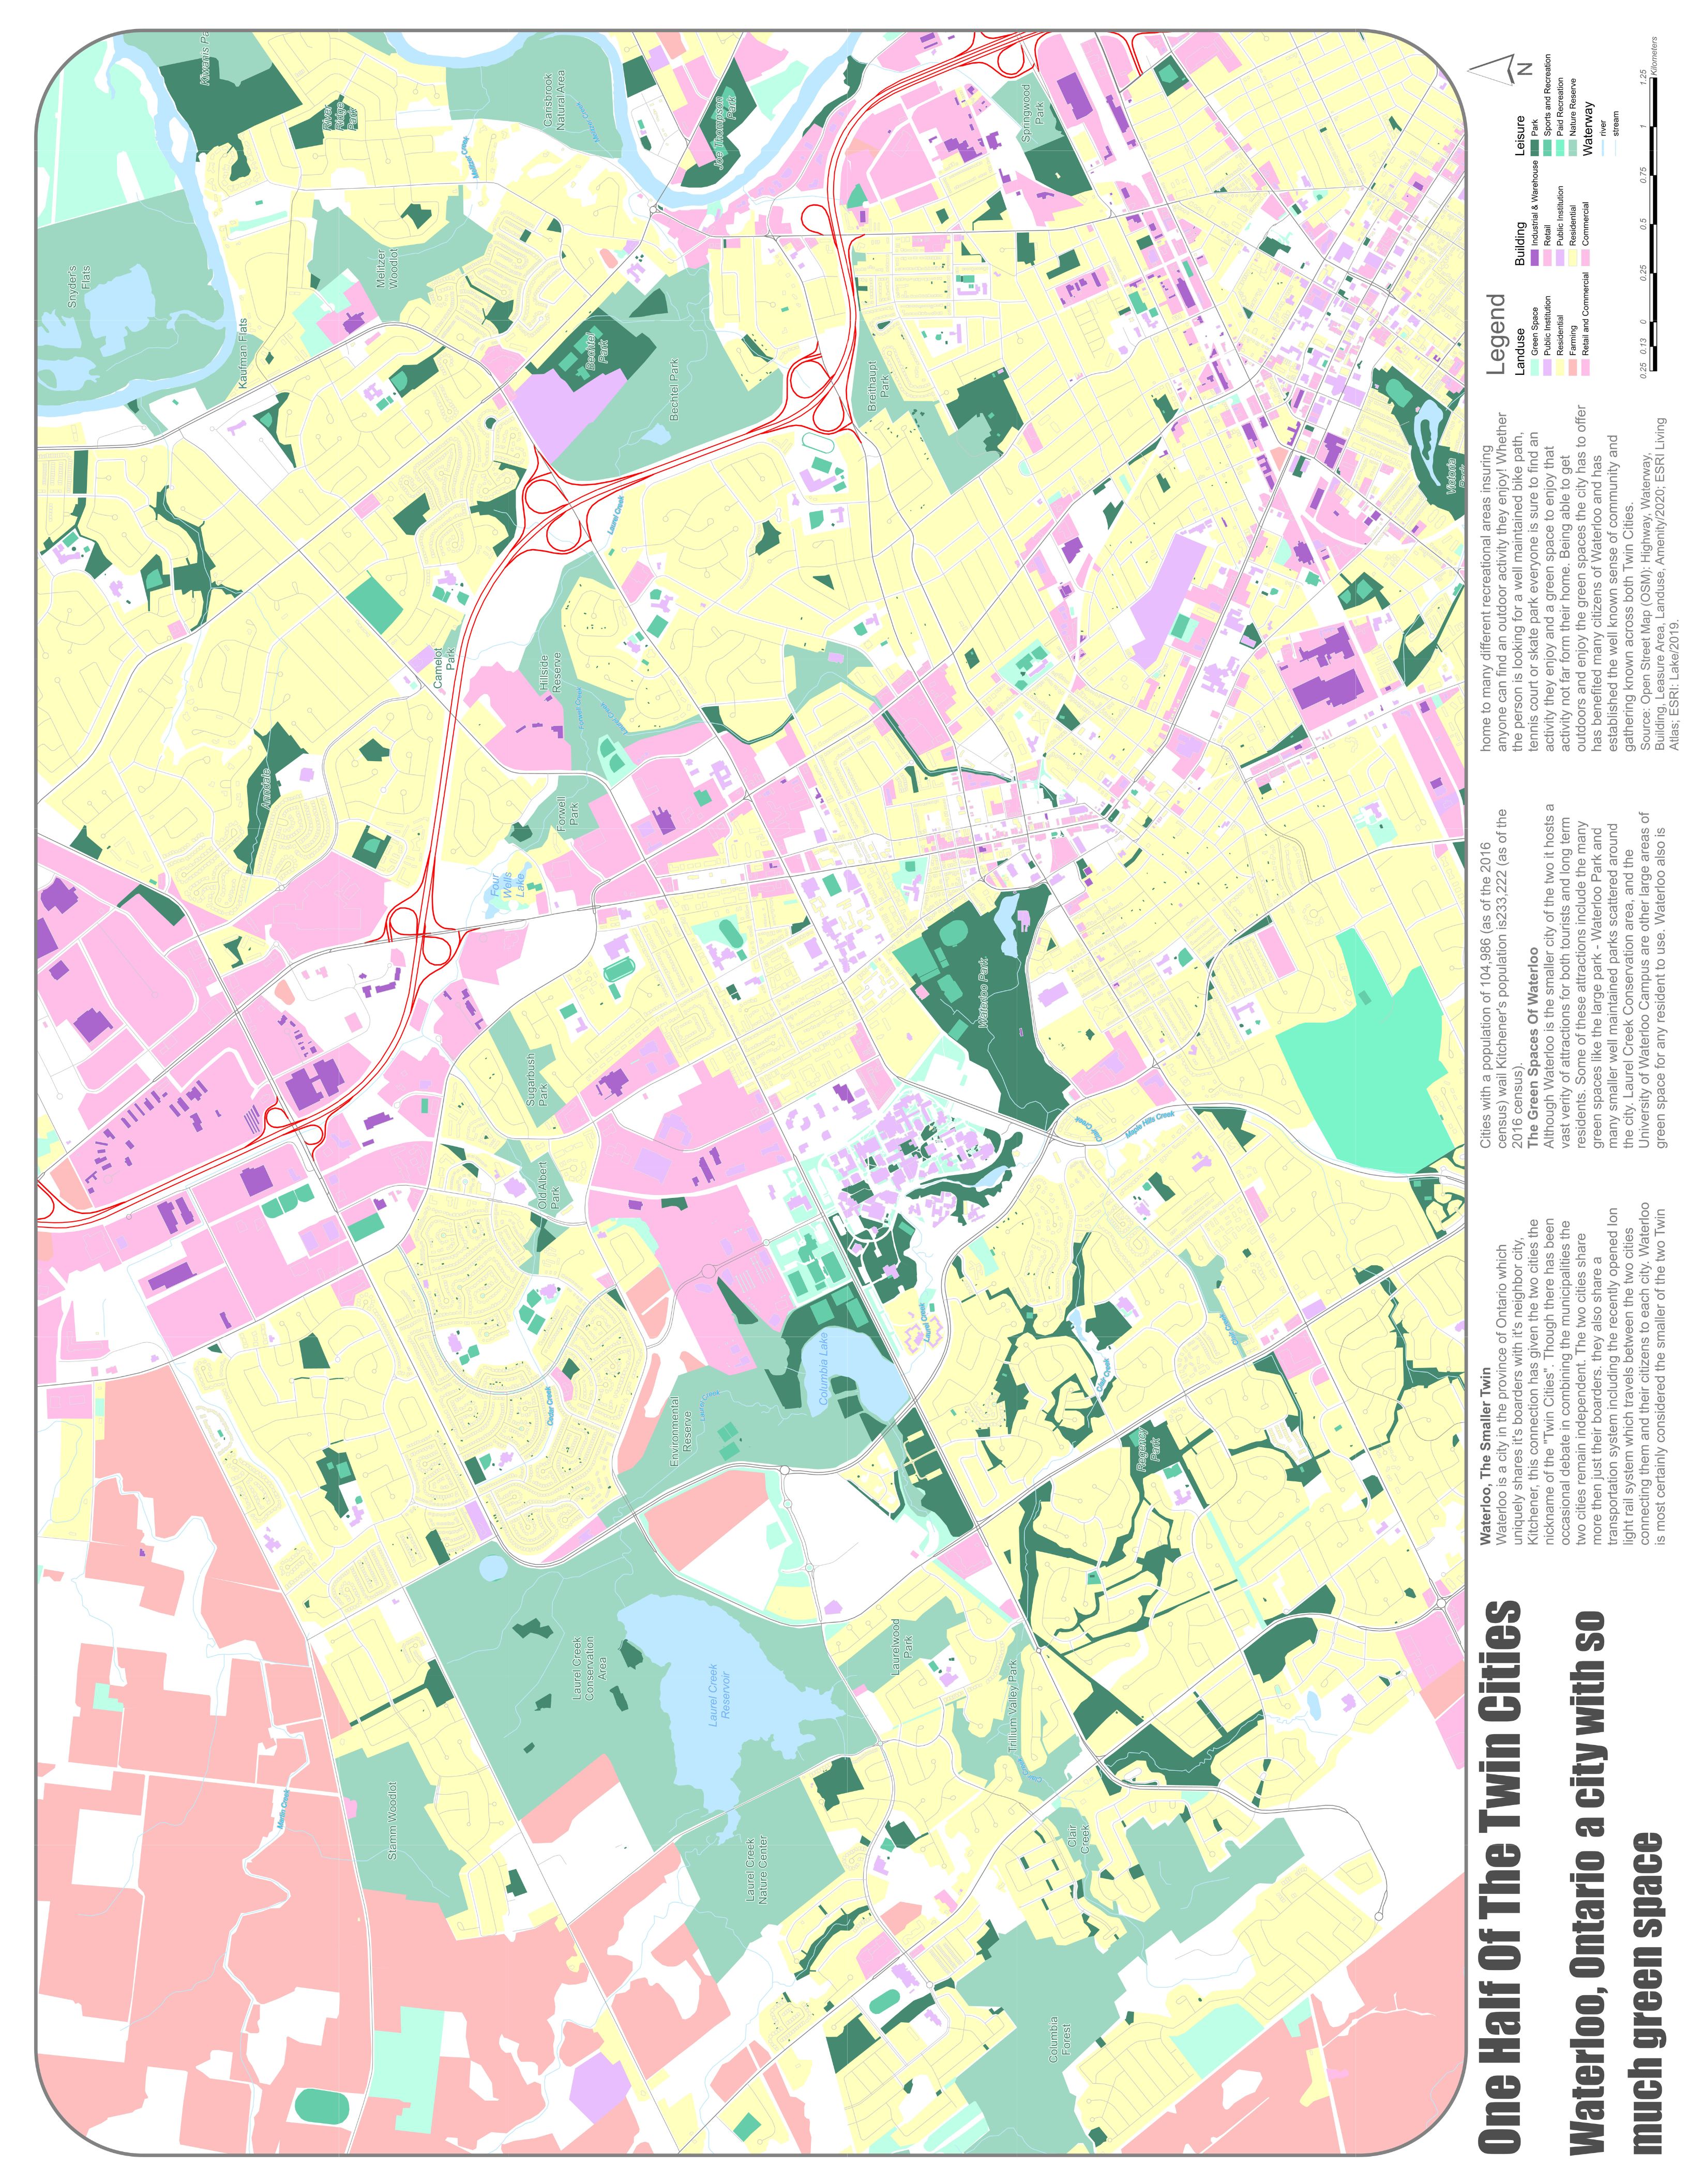 Snyder's
Flats
Kiwanis Pa
Kaufman Flats
Anndale
Martin Creek
River
Ridge
Park
Melitzer
Woodlot
Stamm Woodlot
Camelot
Park
Melitzer Creek
Four
Wells
Lake
Sugarbush
Park
Old Albert
Park
Cedar Creek
Hillside
Reserve
Forwell
Park
Forwell Creek
Carisbrook
Natural Area
Melitzer Creek
Laurel Creek
Conservation
Area
Bechtel
Park
Laurel Creek
Laurel Creek
Environmental
Reserve
Laurel Creek
Bechtel Park
Laurel Creek
Reservoir
Joe Thompson
Park
Laurel Creek
Nature Center
Columbia Lake
Breithaupt
Park
Laurelwood
Park
Laurel Creek
Waterloo Park
Trillium Valley Park
Clair Creek
Springwood
Park
Columbia
Forest
Clair
Creek
Clair Creek
Clair Creek
Regency
Park
Maple Hills Creek
Clair Creek
Victoria
Park
One Half Of The Twin Cities
Waterloo, Ontario a city with so
much green space
Waterloo, The Smaller Twin
Waterloo is a city in the province of Ontario which
uniquely shares it's boarders with it's neighbor city,
Kitchener, this connection has given the two cities the
nickname of the "Twin Cities". Though there has been
occasional debate in combining the municipalities the
two cities remain independent. The two cities share
more then just their boarders. they also share a
transportation system including the recently opened Ion
light rail system which travels between the two cities
connecting them and their citizens to each city. Waterloo
is most certainly considered the smaller of the two Twin
Cities with a population of 104,986 (as of the 2016
census) wail Kitchener's population is233,222 (as of the
2016 census).
The Green Spaces Of Waterloo
Although Waterloo is the smaller city of the two it hosts a
vast verity of attractions for both tourists and long term
residents. Some of these attractions include the many
green spaces like the large park - Waterloo Park and
many smaller well maintained parks scattered around
the city. Laurel Creek Conservation area, and the
University of Waterloo Campus are other large areas of
green space for any resident to use. Waterloo also is
home to many different recreational areas insuring
anyone can find an outdoor activity they enjoy! Whether
the person is looking for a well maintained bike path,
tennis court or skate park everyone is sure to find an
activity they enjoy and a green space to enjoy that
activity not far form their home. Being able to get
outdoors and enjoy the green spaces the city has to offer
has benefited many citizens of Waterloo and has
established the well known sense of community and
gathering known across both Twin Cities.
Source: Open Street Map (OSM): Highway, Waterway,
Building, Leasure Area, Landuse, Amenity/2020; ESRI Living
Atlas; ESRI: Lake/2019.
Legend
Landuse
Green Space
Public Institution
Residential
Farming
Retail and Commercial
Building
Industrial & Warehouse
Retail
Public Institution
Residential
Commercial
Leisure
Park
Sports and Recreation
Paid Recreation
Nature Reserve
Waterway
river
stream
N
0.25 0.13 0 0.25 0.5 0.75 1 1.25
Kilometers